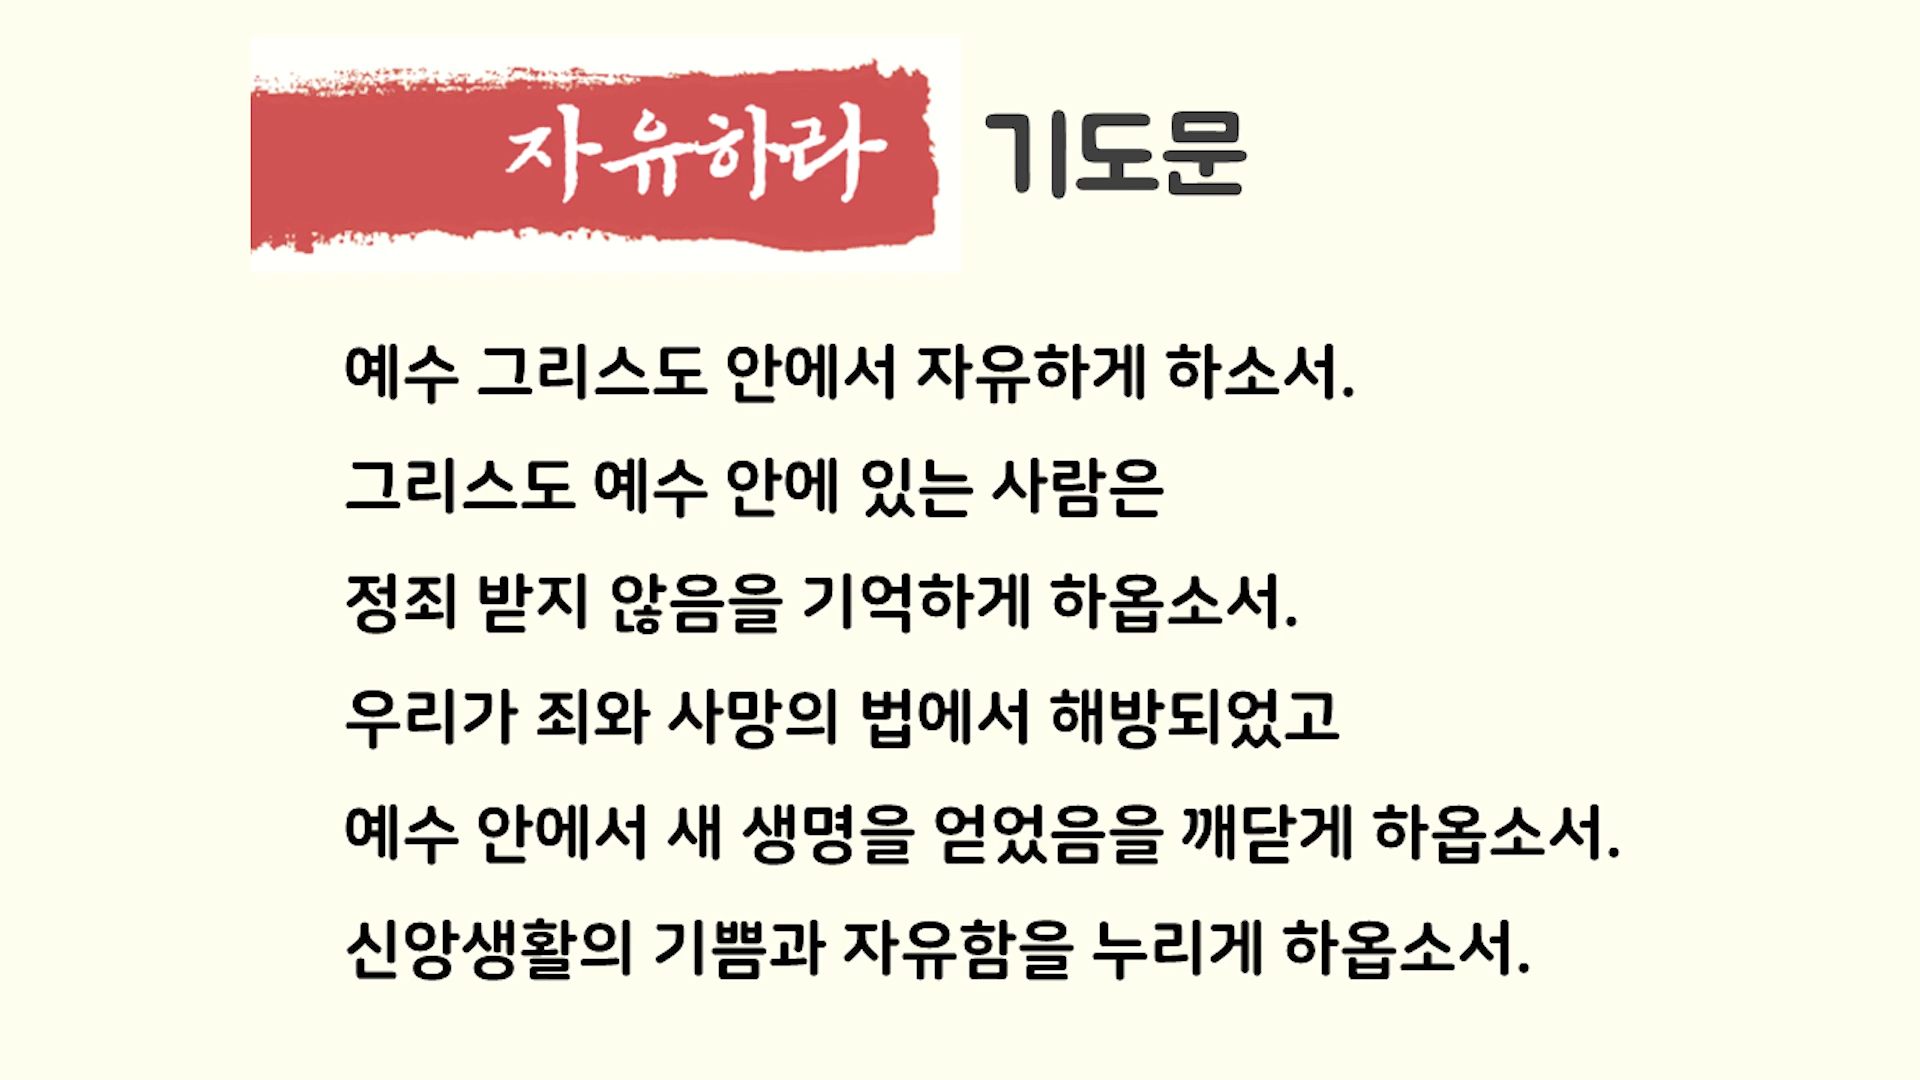 자유하라 기도문
예수 그리스도 안에서 자유하게 하소서.
그리스도 예수 안에 있는 사람은
정죄 받지 않음을 기억하게 하옵소서.
우리가 죄와 사망의 법에서 해방되었고
예수 안에서 새 생명을 얻었음을 깨닫게 하옵소서.
신앙생활의 기쁨과 자유함을 누리게 하옵소서.